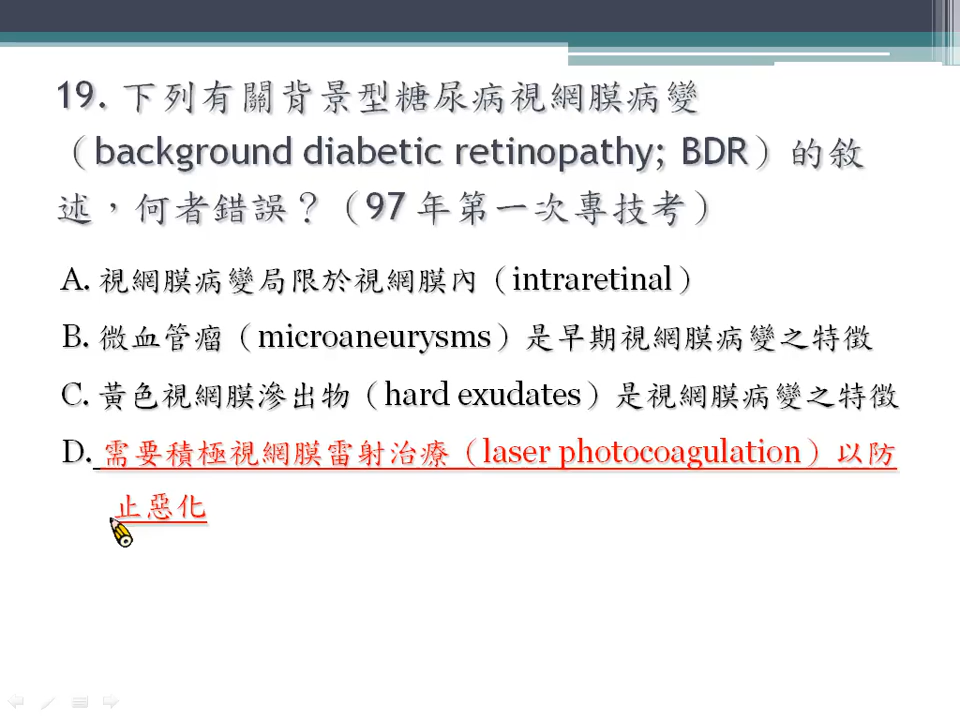 19. 下列有關背景型糖尿病視網膜病變
（background diabetic retinopathy; BDR）的敘
述，何者錯誤？（97 年第一次專技考）
A. 視網膜病變局限於視網膜內（intraretinal）
B. 微血管瘤（microaneurysms）是早期視網膜病變之特徵
C. 黃色視網膜滲出物（hard exudates）是視網膜病變之特徵
D. 需要積極視網膜雷射治療（laser photocoagulation）以防
止惡化